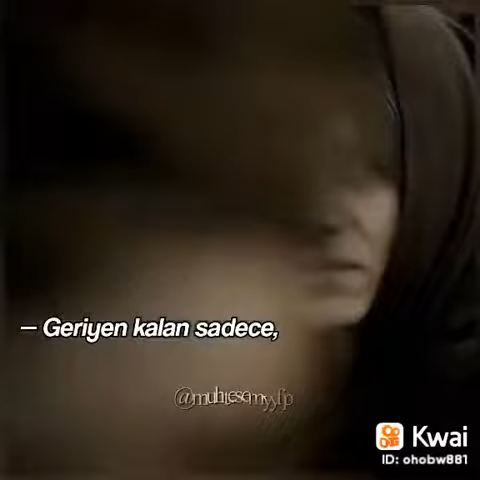 — Geriyen kalan sadece,
@muhtesemyyfp
Kwai
ID: ohobw881